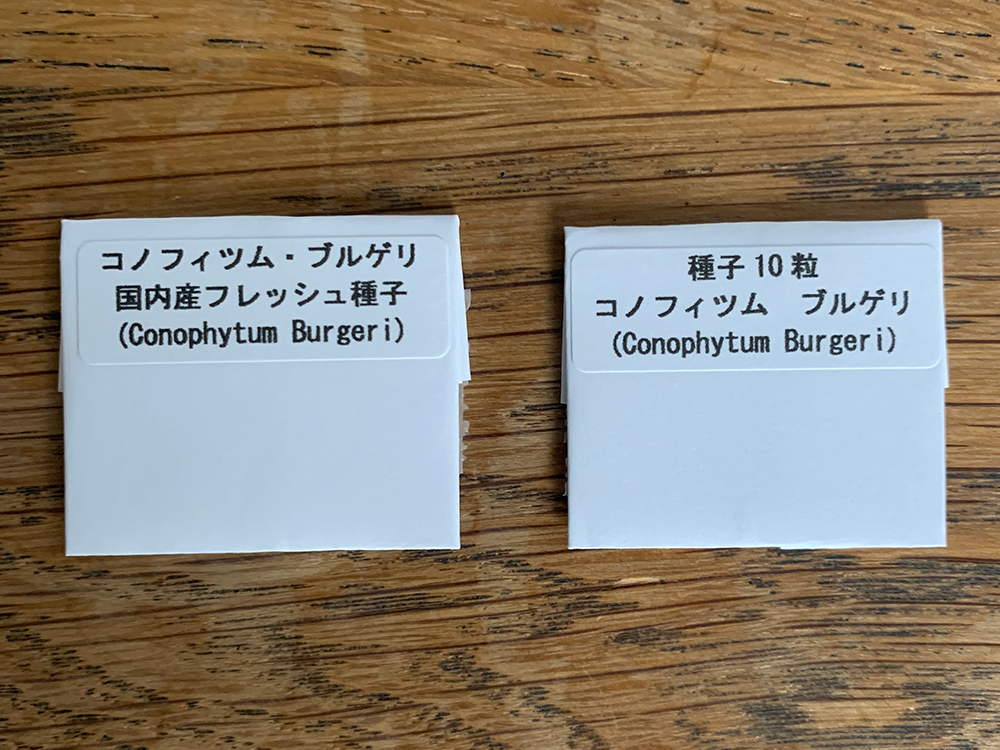 コノフィツム・ブルゲリ
国内産フレッシュ種子
(Conophytum Burgeri)
種子10粒
コノフィツム　ブルゲリ
(Conophytum Burgeri)